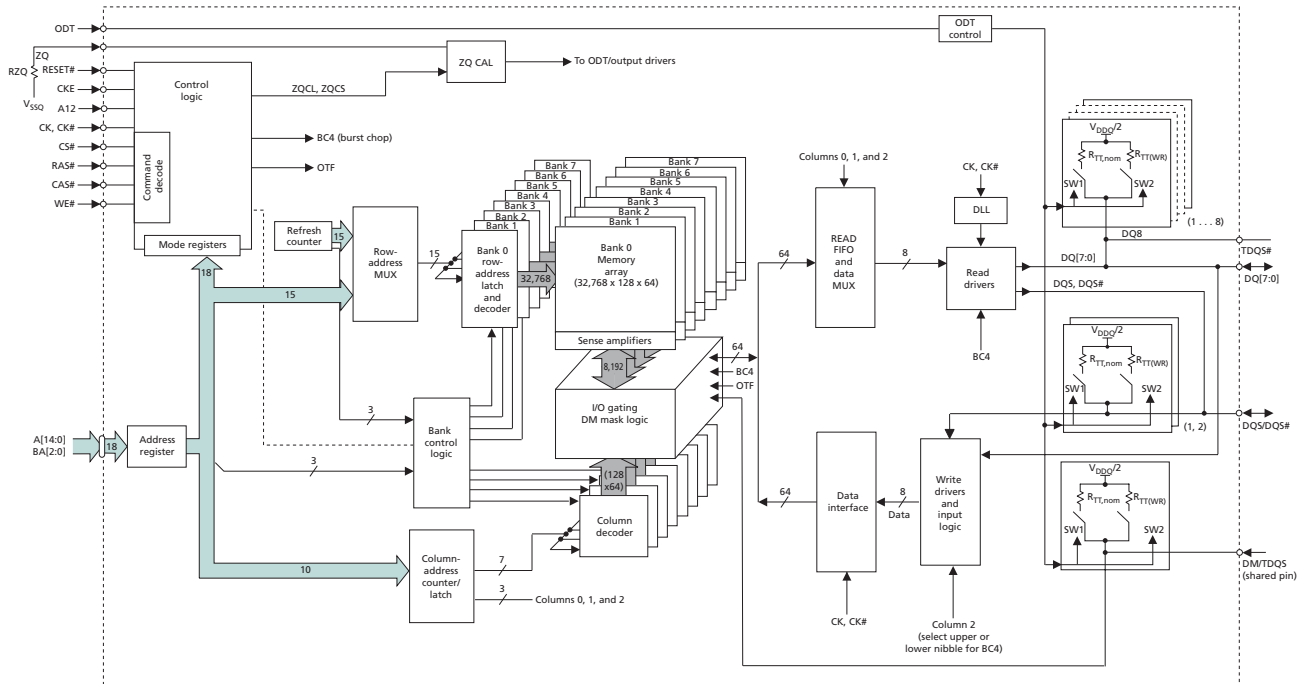 ODT
ODT
control
ZQ
RZQ
V_SSQ
RESET#
CKE
A12
CK, CK#
CS#
RAS#
CAS#
WE#
Control
logic
Command
decode
Mode registers
ZQCL, ZQCS
ZQ CAL
To ODT/output drivers
BC4 (burst chop)
OTF
Refresh
counter
15
Row-
address
MUX
15
18
15
Bank 7
Bank 6
Bank 5
Bank 4
Bank 3
Bank 2
Bank 1
Bank 0
row-
address
latch
and
decoder
32,768
Bank 7
Bank 6
Bank 5
Bank 4
Bank 3
Bank 2
Bank 1
Bank 0
Memory
array
(32,768 x 128 x 64)
Sense amplifiers
8,192
64
BC4
OTF
I/O gating
DM mask logic
(128
x64)
Column
decoder
3
3
Bank
control
logic
A[14:0]
BA[2:0]
18
Address
register
10
Column-
address
counter/
latch
7
3
Columns 0, 1, and 2
Columns 0, 1, and 2
64
READ
FIFO
and
data
MUX
8
CK, CK#
DLL
Read
drivers
BC4
DQ8
DQ[7:0]
DQS, DQS#
64
Data
interface
8
Data
CK, CK#
Write
drivers
and
input
logic
Column 2
(select upper or
lower nibble for BC4)
V_DDQ/2
R_TT,nom
R_TT(WR)
SW1
SW2
(1 . . . 8)
TDQS#
DQ[7:0]
V_DDQ/2
R_TT,nom
R_TT(WR)
SW1
SW2
(1, 2)
DQS/DQS#
V_DDQ/2
R_TT,nom
R_TT(WR)
SW1
SW2
DM/TDQS
(shared pin)